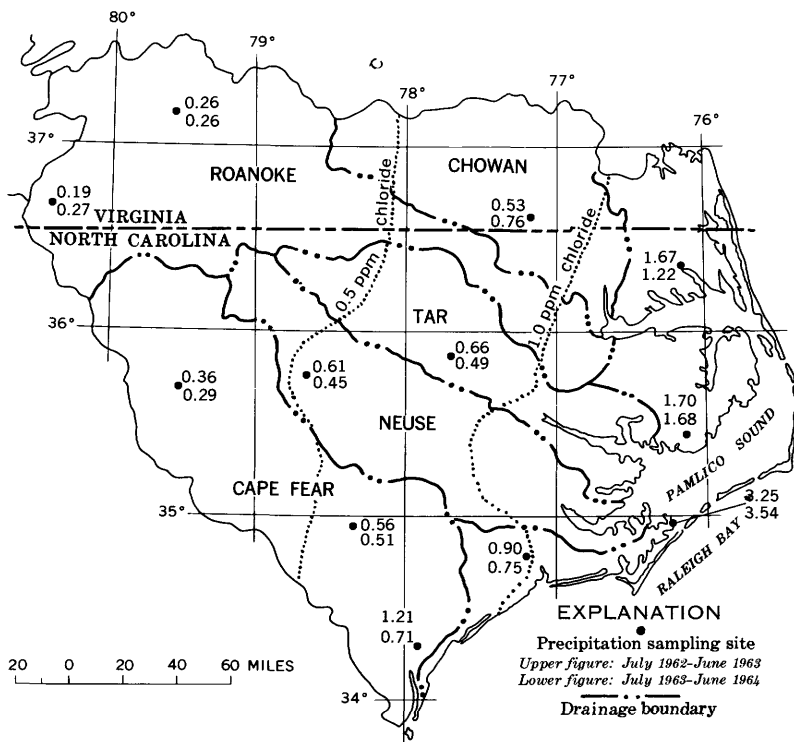 80°
79°
78°
77°
76°
0.26
0.26
37°
ROANOKE
chloride
CHOWAN
0.19
0.27
VIRGINIA
NORTH CAROLINA
0.53
0.76
1.0 ppm chloride
1.67
1.22
0.5 ppm
TAR
36°
0.36
0.29
0.61
0.45
0.66
0.49
NEUSE
1.70
1.68
PAMLICO SOUND
CAPE FEAR
35°
0.56
0.51
3.25
3.54
RALEIGH BAY
0.90
0.75
1.21
0.71
34°
20 0 20 40 60 MILES
EXPLANATION
Precipitation sampling site
Upper figure: July 1962–June 1963
Lower figure: July 1963–June 1964
Drainage boundary